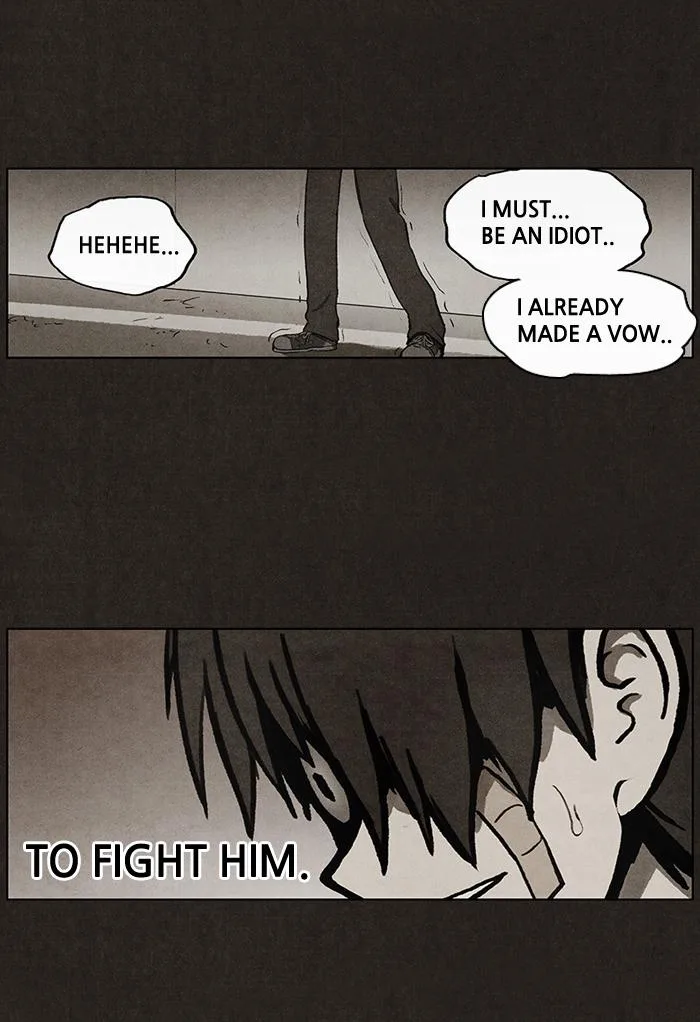 HEHEHE...
I MUST...
BE AN IDIOT..
I ALREADY
MADE A VOW..
TO FIGHT HIM.